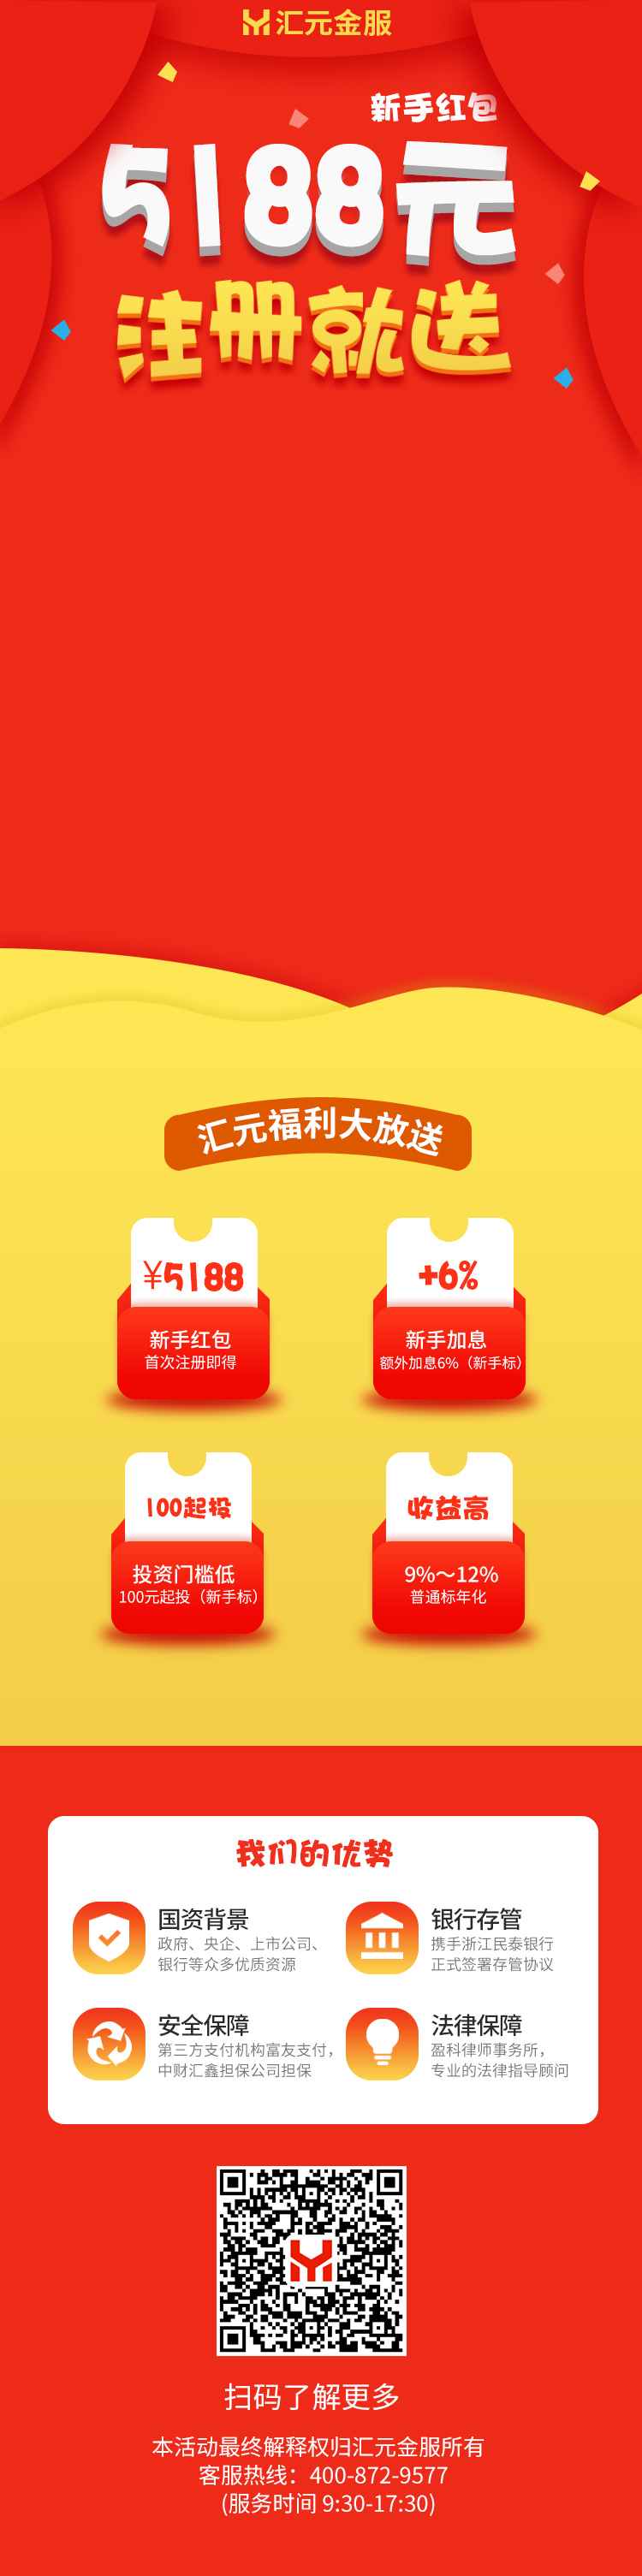 汇元金服
新手红包
5188元
注册就送
汇元福利大放送
¥5188
新手红包
首次注册即得
+6%
新手加息
额外加息6%（新手标）
100起投
投资门槛低
100元起投（新手标）
收益高
9%～12%
普通标年化
我们的优势
国资背景
政府、央企、上市公司、
银行等众多优质资源
银行存管
携手浙江民泰银行
正式签署存管协议
安全保障
第三方支付机构富友支付，
中财汇鑫担保公司担保
法律保障
盈科律师事务所，
专业的法律指导顾问
扫码了解更多
本活动最终解释权归汇元金服所有
客服热线：400-872-9577
(服务时间 9:30-17:30)